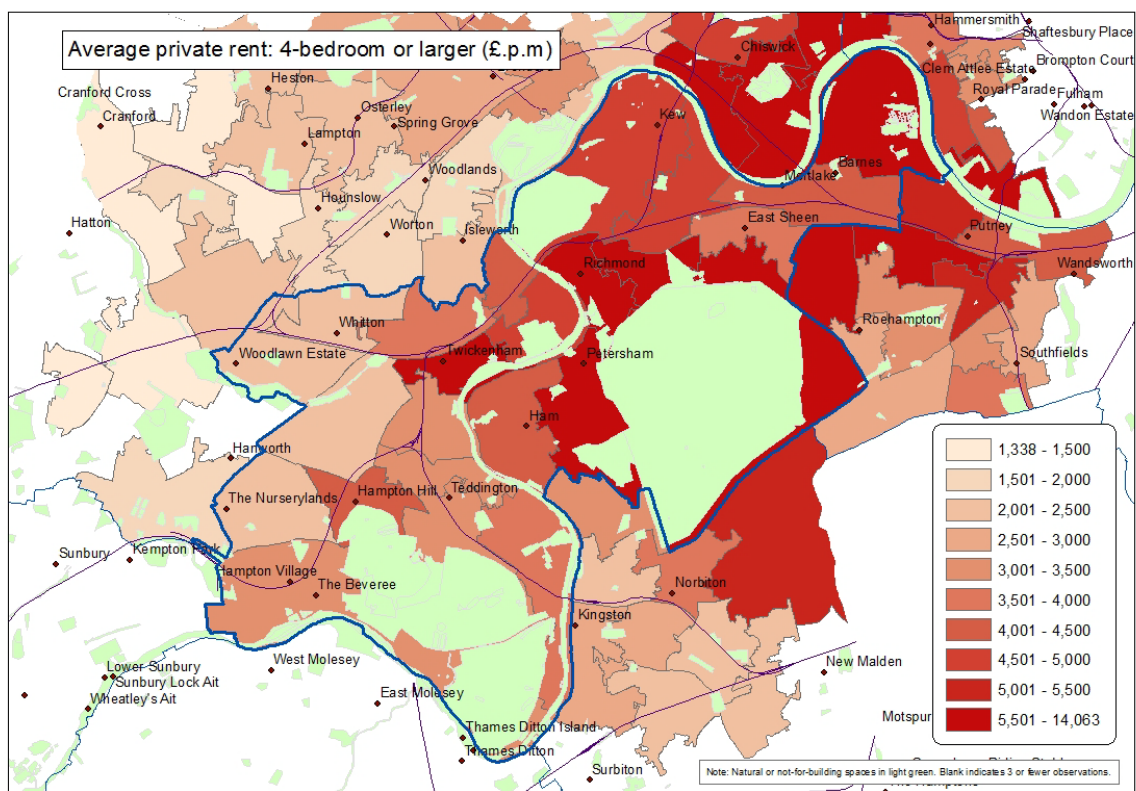 Average private rent: 4-bedroom or larger (£.p.m)
Hammersmith
Shaftesbury Place
Chiswick
Brompton Court
Heston
Clem Attlee Estate
Cranford Cross
Royal Parade
Fulham
Osterley
Wandon Estate
Cranford
Spring Grove
Kew
Lampton
Barnes
Woodlands
Mortlake
Hounslow
East Sheen
Hatton
Worton
Isleworth
Putney
Richmond
Wandsworth
Whitton
Roehampton
Woodlawn Estate
Twickenham
Petersham
Southfields
Ham
Hanworth
The Nurserylands
Hampton Hill
Teddington
Sunbury
Kempton Park
Hampton Village
The Beveree
Norbiton
Kingston
Lower Sunbury
West Molesey
New Malden
Sunbury Lock Ait
Wheatley's Ait
East Molesey
Motspur
Thames Ditton Island
Thames Ditton
Surbiton
1,338 - 1,500
1,501 - 2,000
2,001 - 2,500
2,501 - 3,000
3,001 - 3,500
3,501 - 4,000
4,001 - 4,500
4,501 - 5,000
5,001 - 5,500
5,501 - 14,063
Note: Natural or not-for-building spaces in light green. Blank indicates 3 or fewer observations.